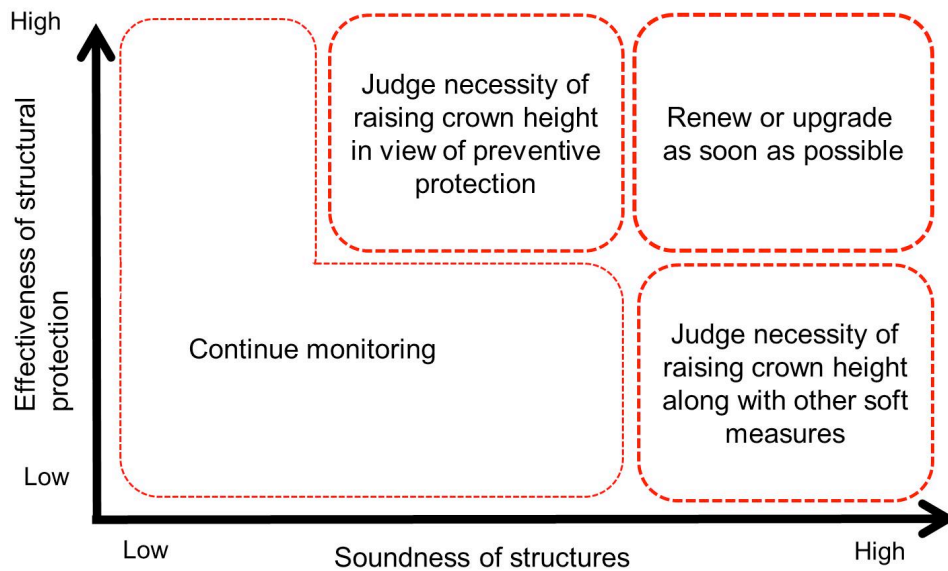 High
Judge necessity of
raising crown height
in view of preventive
protection
Renew or upgrade
as soon as possible
Effectiveness of structural
protection
Continue monitoring
Judge necessity of
raising crown height
along with other soft
measures
Low
Low
Soundness of structures
High